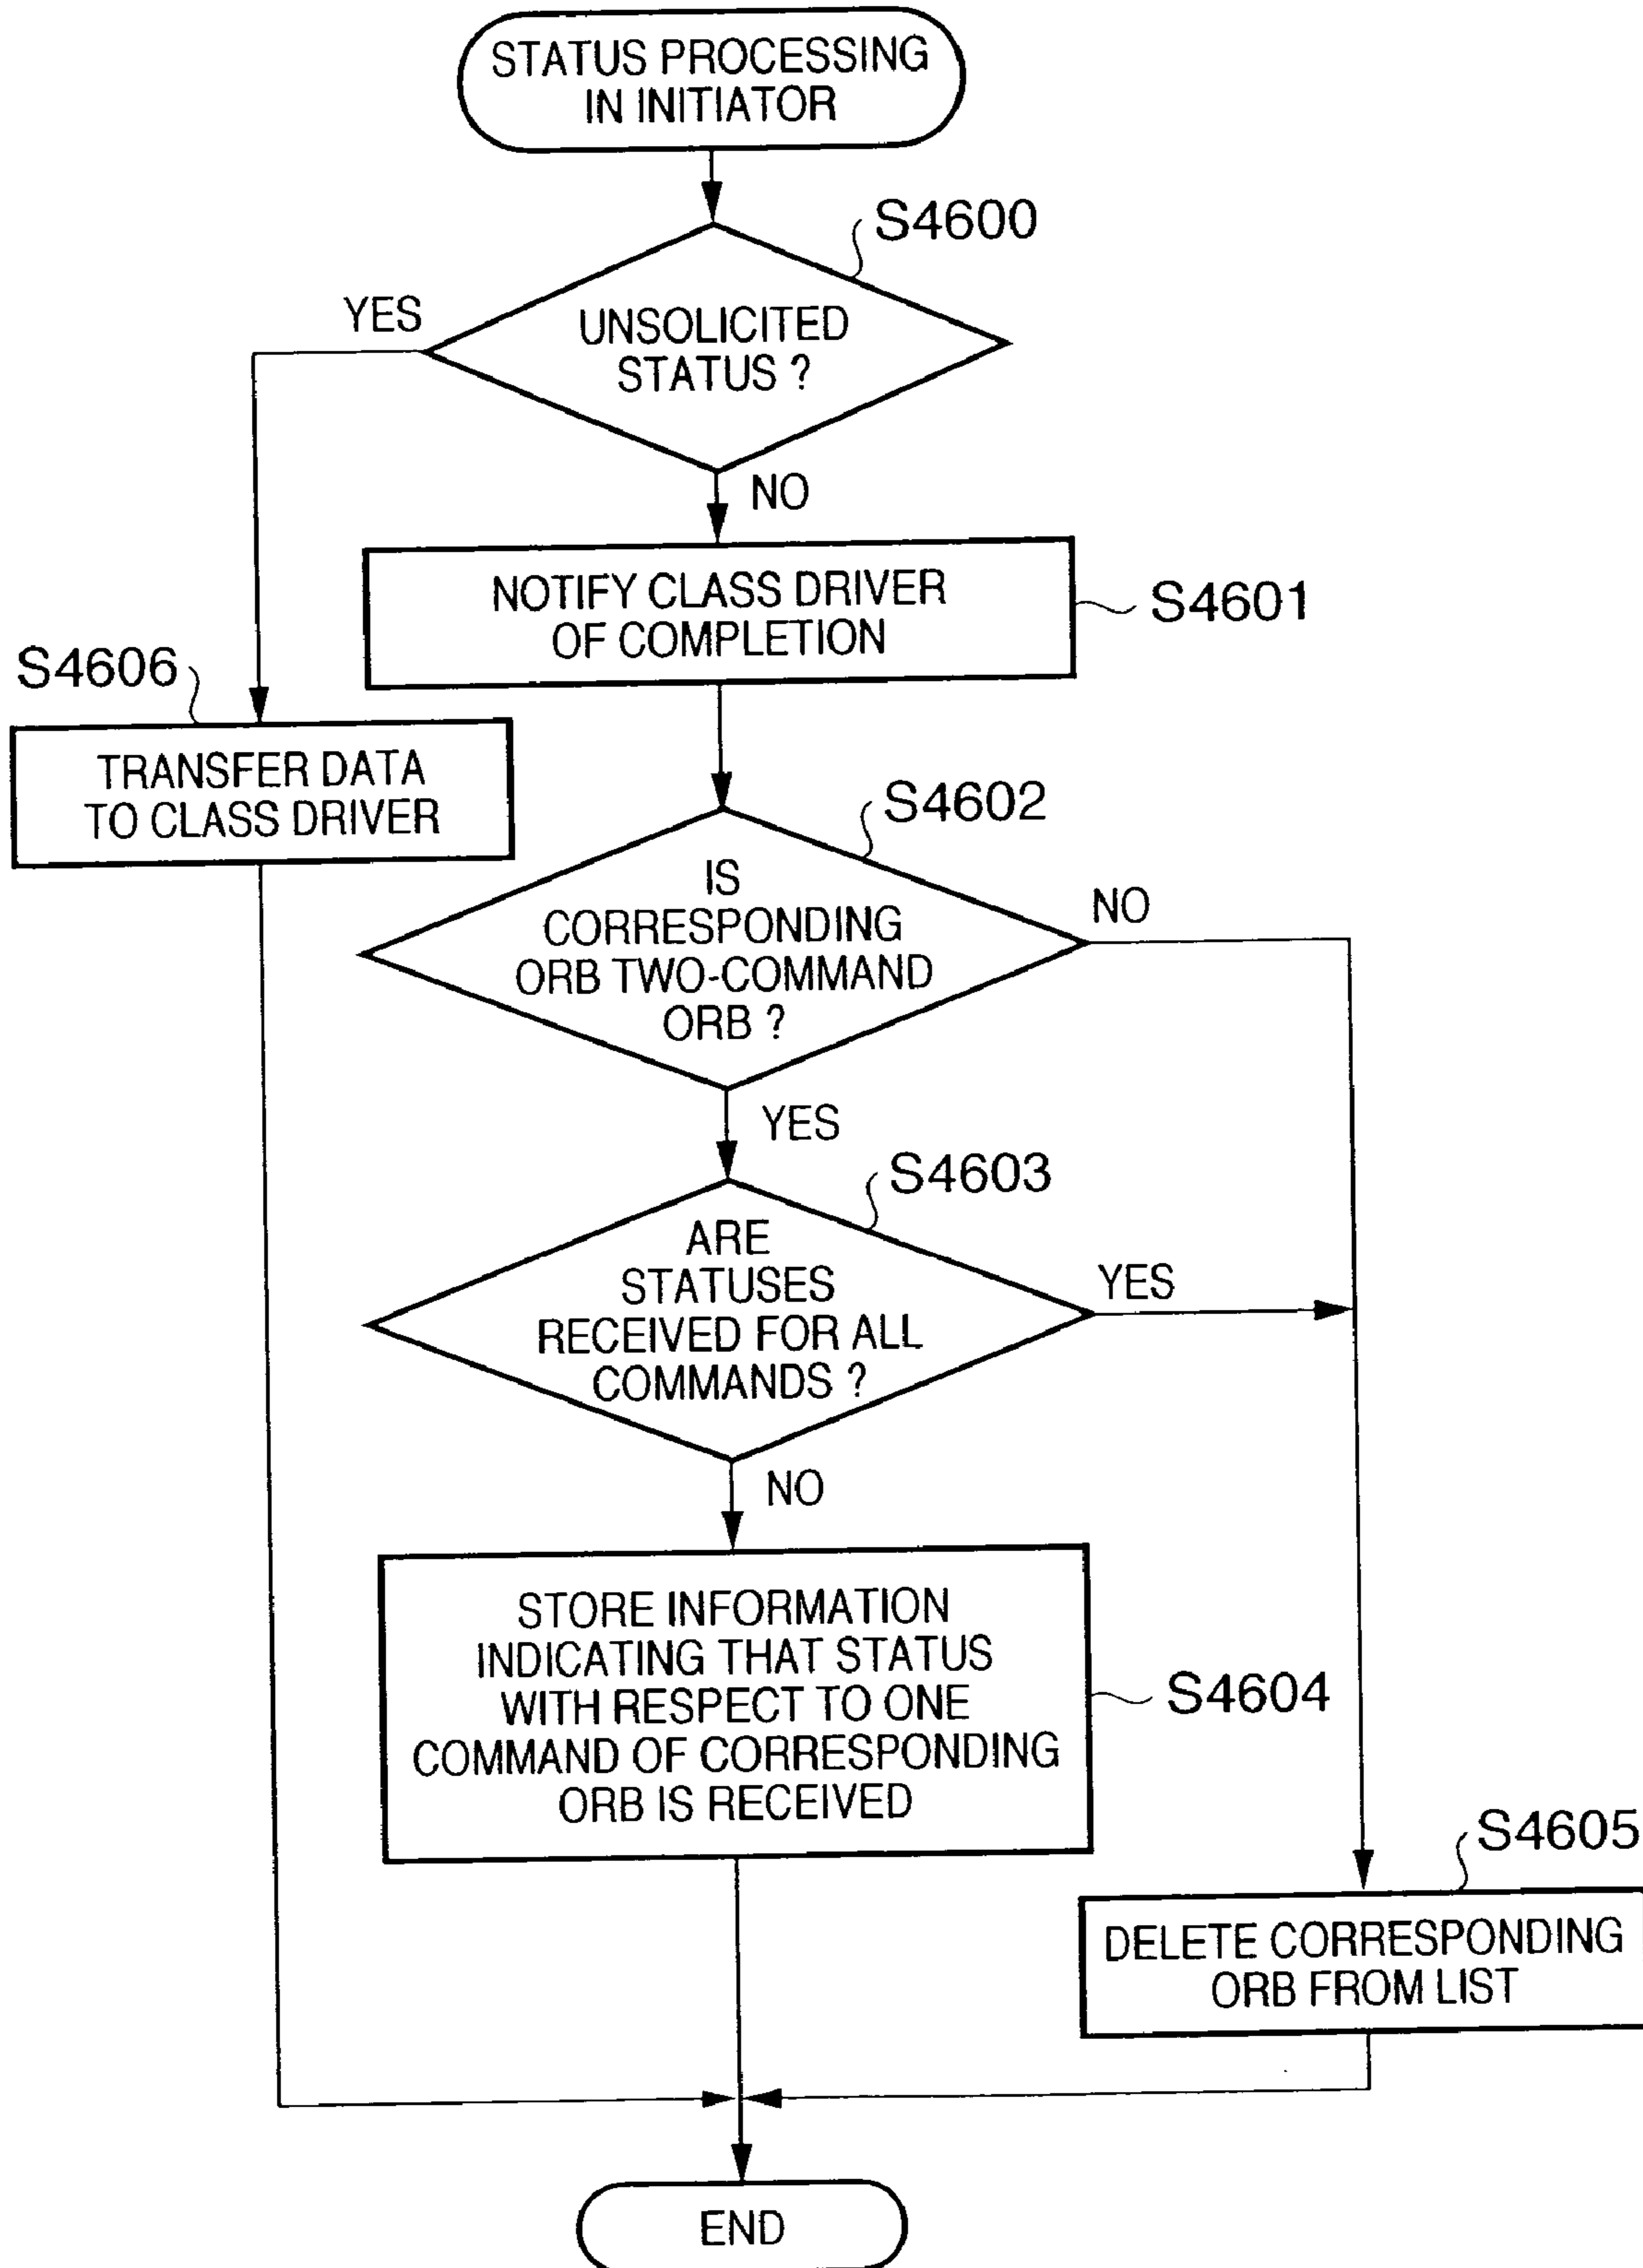 STATUS PROCESSING
IN INITIATOR
S4600
YES
UNSOLICITED
STATUS ?
NO
NOTIFY CLASS DRIVER
OF COMPLETION
S4601
S4606
TRANSFER DATA
TO CLASS DRIVER
S4602
IS
CORRESPONDING
ORB TWO-COMMAND
ORB ?
NO
YES
S4603
ARE
STATUSES
RECEIVED FOR ALL
COMMANDS ?
YES
NO
STORE INFORMATION
INDICATING THAT STATUS
WITH RESPECT TO ONE
COMMAND OF CORRESPONDING
ORB IS RECEIVED
S4604
S4605
DELETE CORRESPONDING
ORB FROM LIST
END